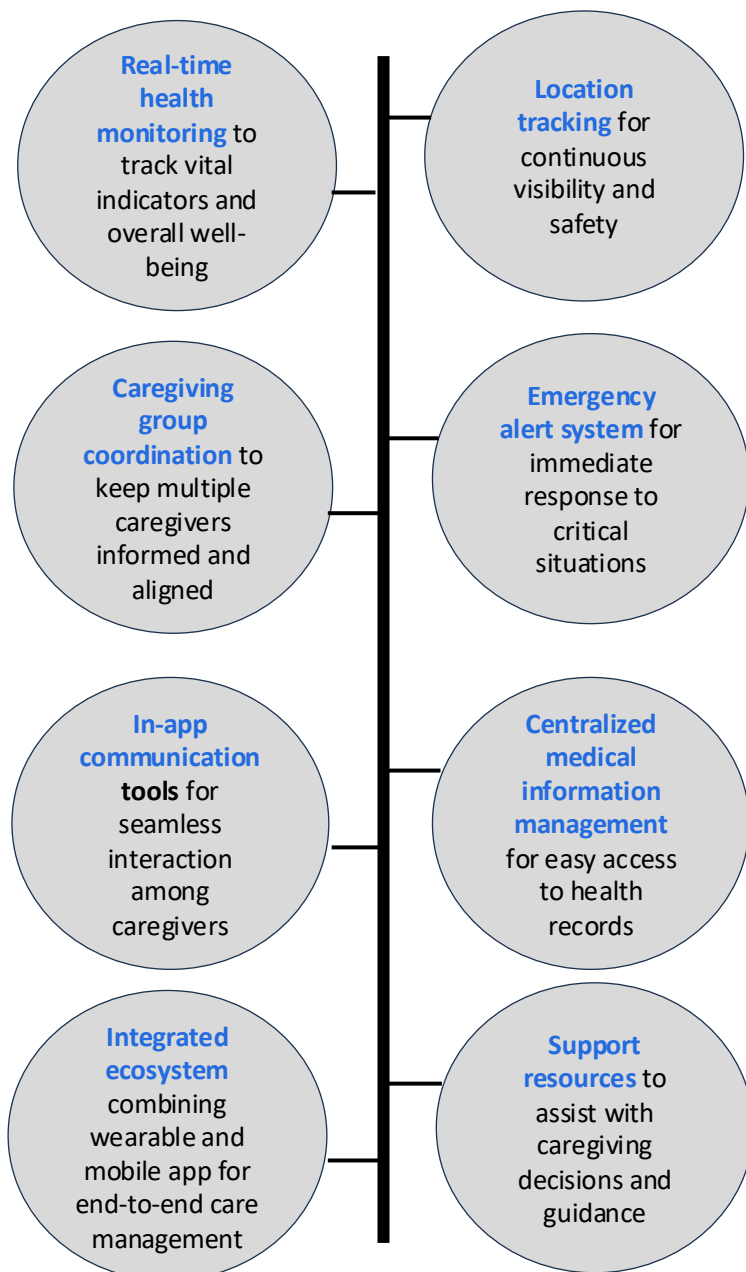 Real-time
health
monitoring to
track vital
indicators and
overall well-
being
Location
tracking for
continuous
visibility and
safety
Caregiving
group
coordination to
keep multiple
caregivers
informed and
aligned
Emergency
alert system for
immediate
response to
critical
situations
In-app
communication
tools for
seamless
interaction
among
caregivers
Centralized
medical
information
management
for easy access
to health
records
Integrated
ecosystem
combining
wearable and
mobile app for
end-to-end care
management
Support
resources to
assist with
caregiving
decisions and
guidance